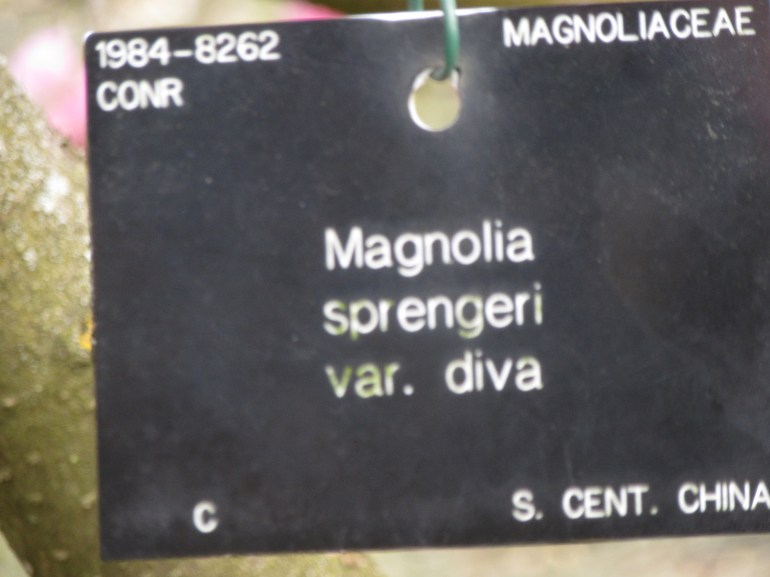 1984-8262 MAGNOLIACEAE
CONR
Magnolia
sprengeri
var. diva
C S. CENT. CHINA